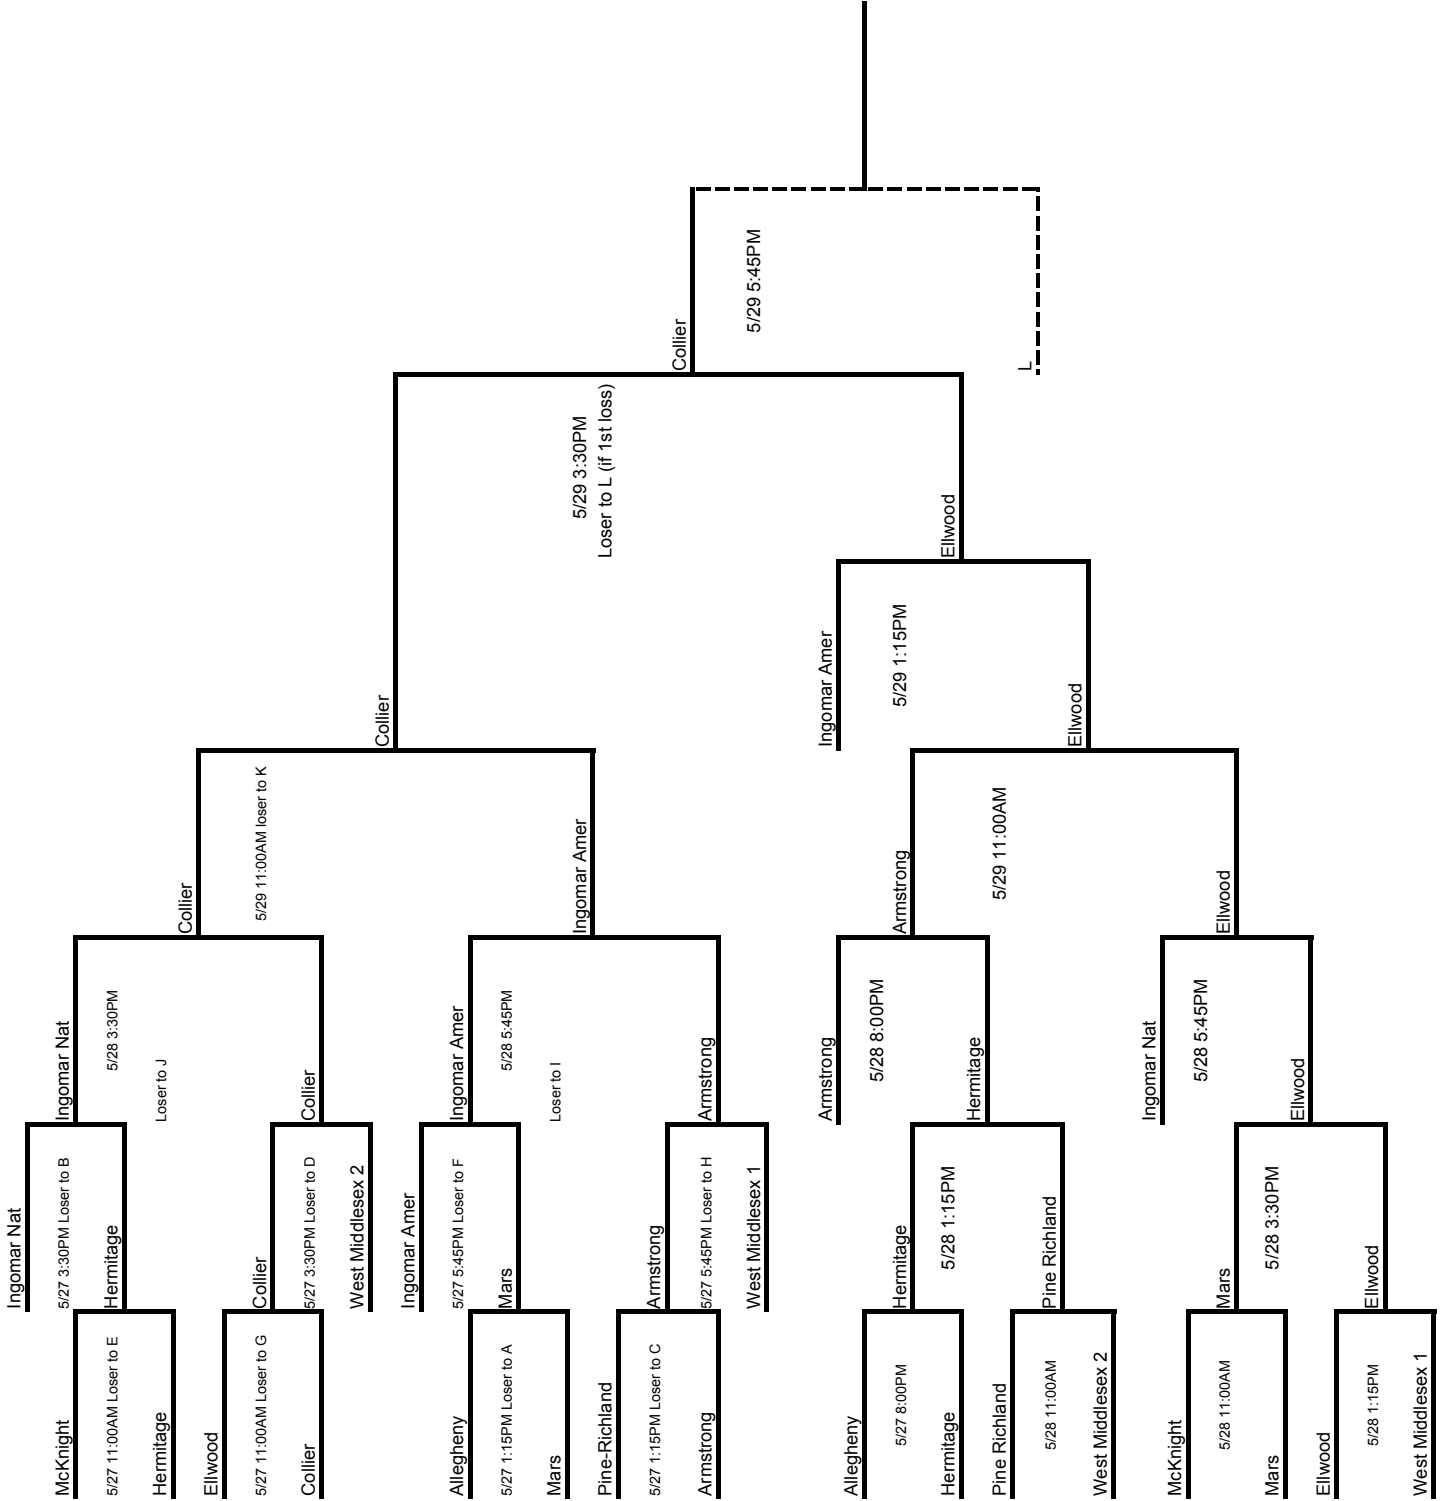 McKnight
5/27 11:00AM Loser to E
Hermitage
Ellwood
5/27 11:00AM Loser to G
Collier
Allegheny
5/27 1:15PM Loser to A
Mars
Pine-Richland
5/27 1:15PM Loser to C
Armstrong
Allegheny
5/27 8:00PM
Hermitage
Pine Richland
5/28 11:00AM
West Middlesex 2
McKnight
5/28 11:00AM
Mars
Ellwood
5/28 1:15PM
West Middlesex 1
Ingomar Nat
5/27 3:30PM Loser to B
Hermitage
Collier
5/27 3:30PM Loser to D
West Middlesex 2
Ingomar Amer
5/27 5:45PM Loser to F
Mars
Armstrong
5/27 5:45PM Loser to H
West Middlesex 1
Hermitage
5/28 1:15PM
Pine Richland
Mars
5/28 3:30PM
Ellwood
Ingomar Nat
5/28 3:30PM
Loser to J
Collier
Ingomar Amer
5/28 5:45PM
Loser to I
Armstrong
Armstrong
5/28 8:00PM
Hermitage
Ingomar Nat
5/28 5:45PM
Ellwood
Collier
5/29 11:00AM loser to K
Ingomar Amer
Armstrong
5/29 11:00AM
Ellwood
Collier
Ingomar Amer
5/29 1:15PM
Ellwood
5/29 3:30PM
Loser to L (if 1st loss)
Ellwood
Collier
5/29 5:45PM
L